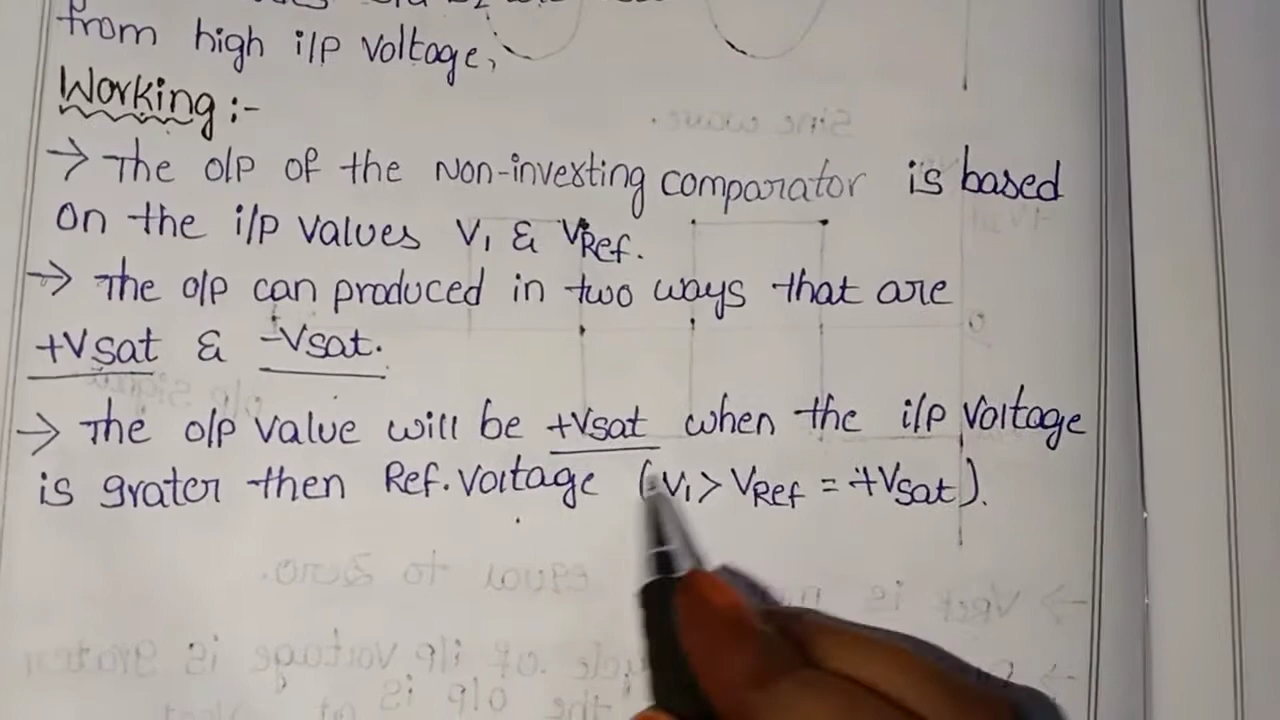 from high i/p voltage,
Working :-
→ The o/p of the Non-inverting comparator is based
on the i/p values V1 & VRef.
→ The o/p can produced in two ways that are
+Vsat & -Vsat.
→ The o/p value will be +Vsat when the i/p voltage
is grater then Ref. Voltage (V1 > VRef = +Vsat).